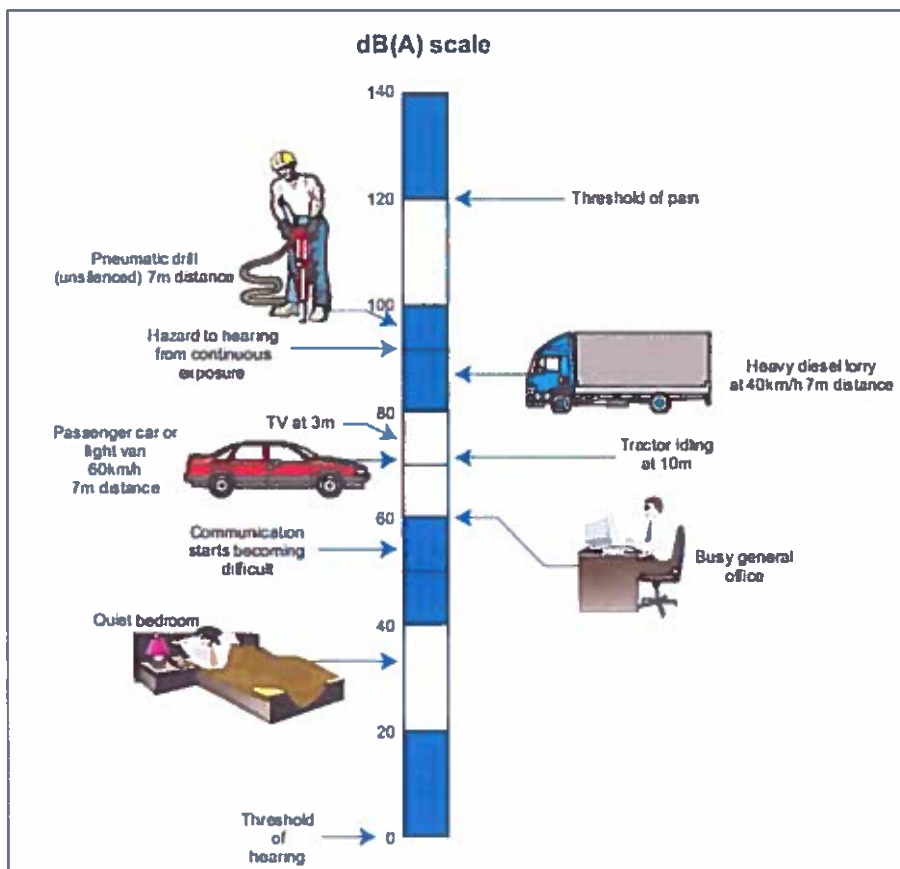 dB(A) scale
140
120
Threshold of pain
Pneumatic drill
(unsilenced) 7m distance
100
Hazard to hearing
from continuous
exposure
Heavy diesel lorry
at 40km/h 7m distance
80
TV at 3m
Passenger car or
light van
60km/h
7m distance
Tractor idling
at 10m
60
Communication
starts becoming
difficult
Busy general
office
Quiet bedroom
40
20
Threshold
of
hearing
0